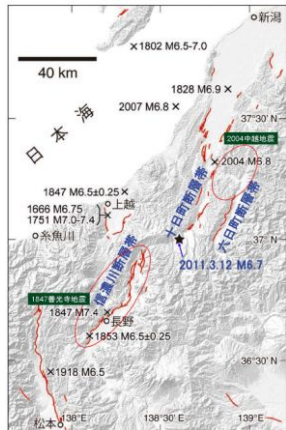 新潟
1802 M6.5-7.0
40 km
1828 M6.9
2007 M6.8
日本海
37°30' N
2004中越地震
2004 M6.8
1847 M6.5±0.25
上越
1666 M6.75
1751 M7.0-7.4
糸魚川
十日町断層帯
六日町断層帯
37° N
2011.3.12 M6.7
信濃川断層帯
1847善光寺地震
1847 M7.4
長野
1853 M6.5±0.25
36°30' N
1918 M6.5
松本
138°E
138°30' E
139°E